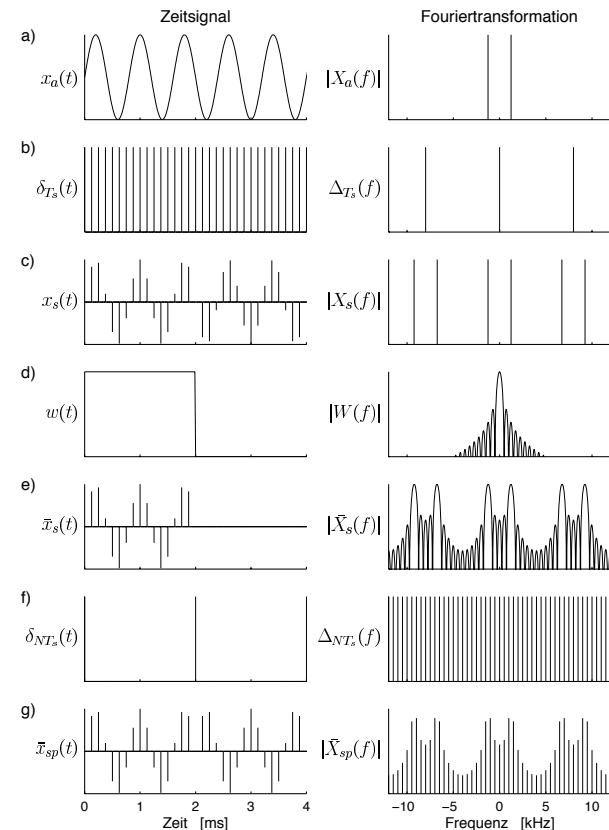 Zeitsignal Fouriertransformation
a) x_a(t) |X_a(f)|
b) δ_{T_s}(t) Δ_{T_s}(f)
c) x_s(t) |X_s(f)|
d) w(t) |W(f)|
e) x̄_s(t) |X̄_s(f)|
f) δ_{NT_s}(t) Δ_{NT_s}(f)
g) x̄_{sp}(t) |X̄_{sp}(f)|
0 1 2 3 4 −10 −5 0 5 10
Zeit [ms] Frequenz [kHz]